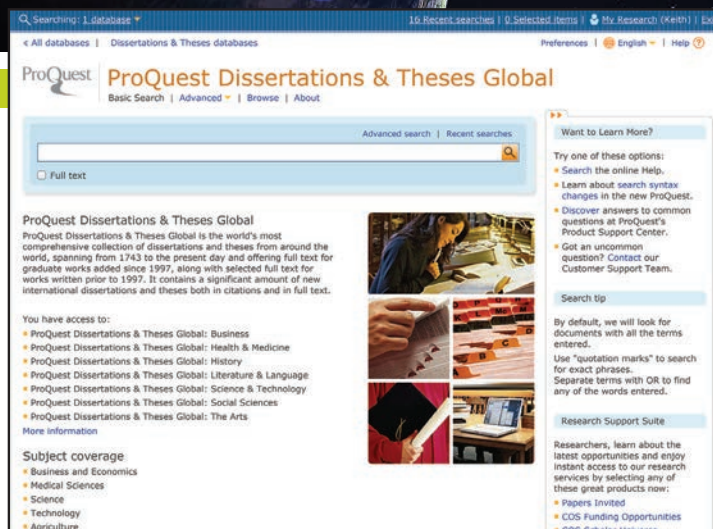 Searching: 1 database
16 Recent searches | 0 Selected items | My Research (Keith) |
« All databases | Dissertations & Theses databases
Preferences | English | Help ?
ProQuest
ProQuest Dissertations & Theses Global
Basic Search | Advanced | Browse | About
Advanced search | Recent searches
Full text
ProQuest Dissertations & Theses Global
ProQuest Dissertations & Theses Global is the world's most
comprehensive collection of dissertations and theses from around the
world, spanning from 1743 to the present day and offering full text for
graduate works added since 1997, along with selected full text for
works written prior to 1997. It contains a significant amount of new
international dissertations and theses both in citations and in full text.
You have access to:
ProQuest Dissertations & Theses Global: Business
ProQuest Dissertations & Theses Global: Health & Medicine
ProQuest Dissertations & Theses Global: History
ProQuest Dissertations & Theses Global: Literature & Language
ProQuest Dissertations & Theses Global: Science & Technology
ProQuest Dissertations & Theses Global: Social Sciences
ProQuest Dissertations & Theses Global: The Arts
More information
Subject coverage
Business and Economics
Medical Sciences
Science
Technology
Agriculture
Want to Learn More?
Try one of these options:
Search the online Help.
Learn about search syntax
changes in the new ProQuest.
Discover answers to common
questions at ProQuest's
Product Support Center.
Got an uncommon
question? Contact our
Customer Support Team.
Search tip
By default, we will look for
documents with all the terms
entered.
Use "quotation marks" to search
for exact phrases.
Separate terms with OR to find
any of the words entered.
Research Support Suite
Researchers, learn about the
latest opportunities and enjoy
instant access to our research
services by selecting any of
these great products now:
Papers Invited
COS Funding Opportunities